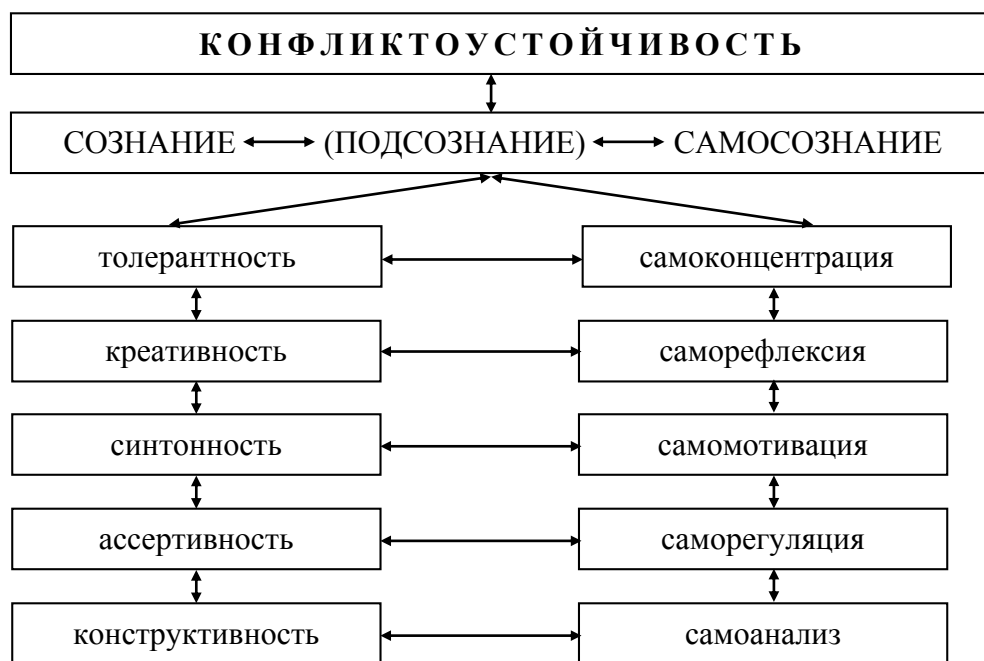 КОНФЛИКТОУСТОЙЧИВОСТЬ
СОЗНАНИЕ (ПОДСОЗНАНИЕ) САМОСОЗНАНИЕ
толерантность самоконцентрация
креативность саморефлексия
синтонность самомотивация
ассертивность саморегуляция
конструктивность самоанализ